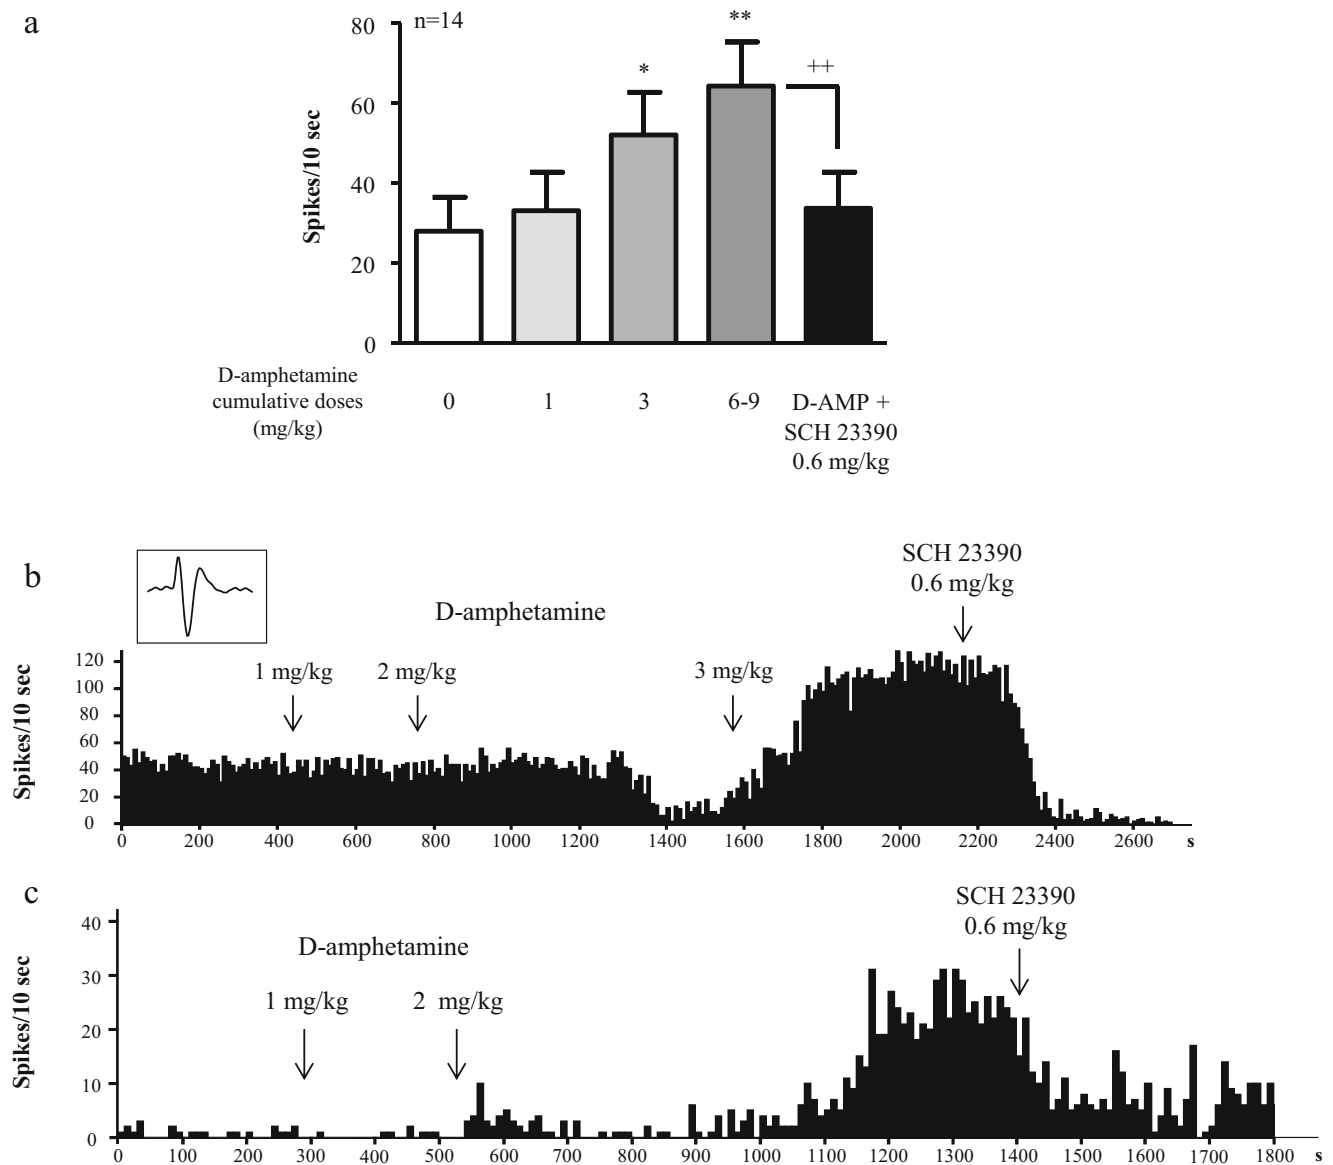 a
n=14
**
*
++
80
60
40
20
0
Spikes/10 sec
D-amphetamine
cumulative doses
(mg/kg)
0 1 3 6-9 D-AMP +
SCH 23390
0.6 mg/kg
b
SCH 23390
0.6 mg/kg
D-amphetamine
1 mg/kg 2 mg/kg 3 mg/kg
120
100
80
60
40
20
0
Spikes/10 sec
0 200 400 600 800 1000 1200 1400 1600 1800 2000 2200 2400 2600 s
c
SCH 23390
0.6 mg/kg
D-amphetamine
1 mg/kg 2 mg/kg
40
30
20
10
0
Spikes/10 sec
0 100 200 300 400 500 600 700 800 900 1000 1100 1200 1300 1400 1500 1600 1700 1800 s